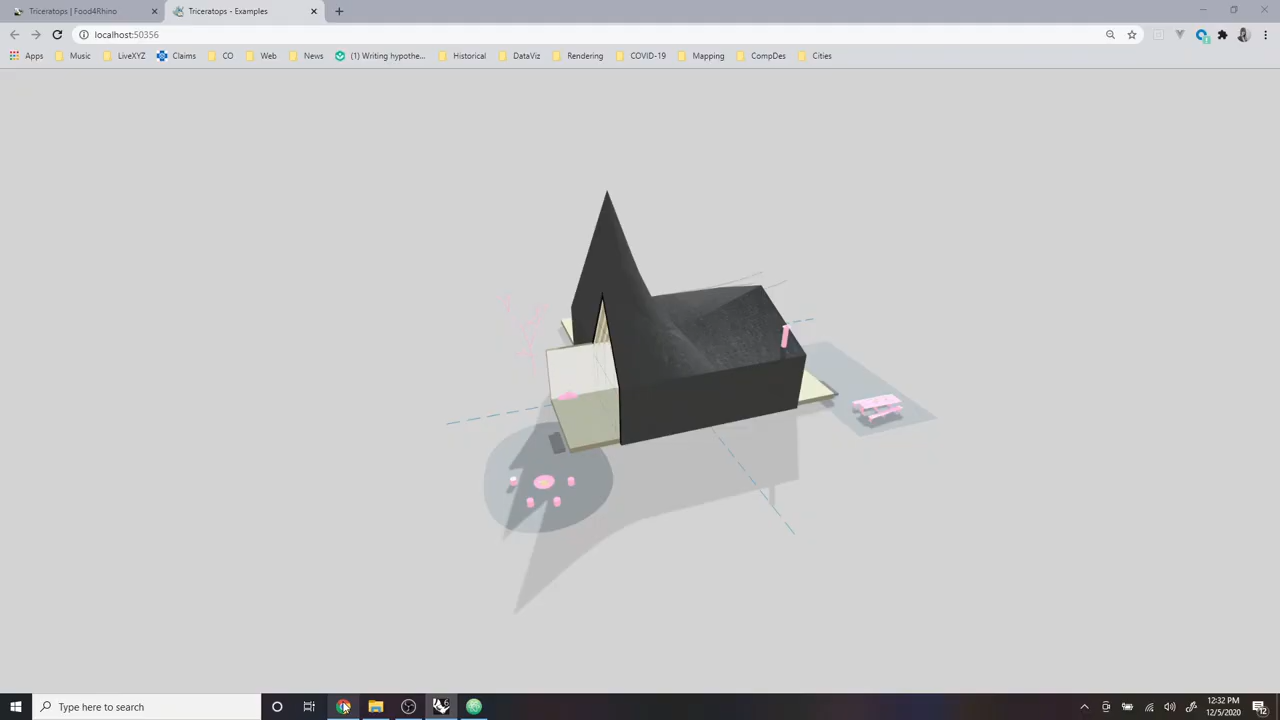 Triceratops | Food4Rhino
Triceratops - Examples
localhost:50356
Apps
Music
LiveXYZ
Claims
CO
Web
News
(1) Writing hypothe...
Historical
DataViz
Rendering
COVID-19
Mapping
CompDes
Cities
Type here to search
12:32 PM
12/5/2020
12